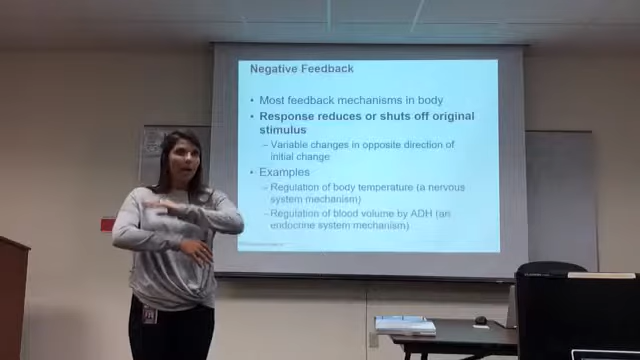 Negative Feedback
• Most feedback mechanisms in body
• Response reduces or shuts off original
stimulus
– Variable changes in opposite direction of
initial change
• Examples
– Regulation of body temperature (a nervous
system mechanism)
– Regulation of blood volume by ADH (an
endocrine system mechanism)